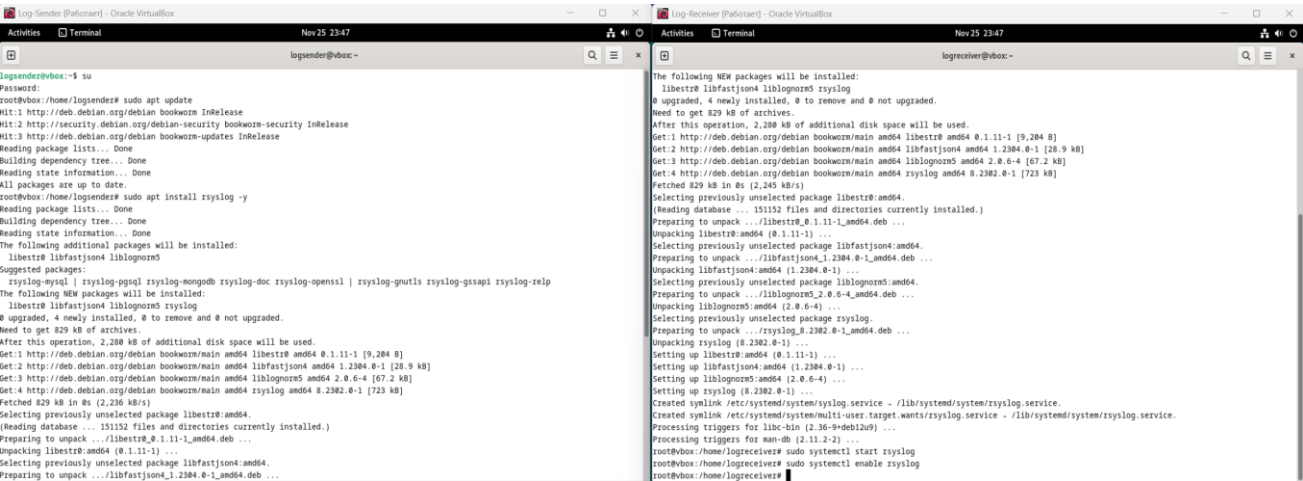 Log-Sender [Работает] - Oracle VirtualBox
Activities Terminal Nov 25 23:47
logsender@vbox: ~
logsender@vbox:~$ su
Password:
root@vbox:/home/logsender# sudo apt update
Hit:1 http://deb.debian.org/debian bookworm InRelease
Hit:2 http://security.debian.org/debian-security bookworm-security InRelease
Hit:3 http://deb.debian.org/debian bookworm-updates InRelease
Reading package lists... Done
Building dependency tree... Done
Reading state information... Done
All packages are up to date.
root@vbox:/home/logsender# sudo apt install rsyslog -y
Reading package lists... Done
Building dependency tree... Done
Reading state information... Done
The following additional packages will be installed:
libestr0 libfastjson4 liblognorm5
Suggested packages:
rsyslog-mysql | rsyslog-pgsql rsyslog-mongodb rsyslog-doc rsyslog-openssl | rsyslog-gnutls rsyslog-gssapi rsyslog-relp
The following NEW packages will be installed:
libestr0 libfastjson4 liblognorm5 rsyslog
0 upgraded, 4 newly installed, 0 to remove and 0 not upgraded.
Need to get 829 kB of archives.
After this operation, 2,280 kB of additional disk space will be used.
Get:1 http://deb.debian.org/debian bookworm/main amd64 libestr0 amd64 0.1.11-1 [9,204 B]
Get:2 http://deb.debian.org/debian bookworm/main amd64 libfastjson4 amd64 1.2304.0-1 [28.9 kB]
Get:3 http://deb.debian.org/debian bookworm/main amd64 liblognorm5 amd64 2.0.6-4 [67.2 kB]
Get:4 http://deb.debian.org/debian bookworm/main amd64 rsyslog amd64 8.2302.0-1 [723 kB]
Fetched 829 kB in 0s (2,236 kB/s)
Selecting previously unselected package libestr0:amd64.
(Reading database ... 151152 files and directories currently installed.)
Preparing to unpack .../libestr0_0.1.11-1_amd64.deb ...
Unpacking libestr0:amd64 (0.1.11-1) ...
Selecting previously unselected package libfastjson4:amd64.
Preparing to unpack .../libfastjson4_1.2304.0-1_amd64.deb ...
Log-Receiver [Работает] - Oracle VirtualBox
Activities Terminal Nov 25 23:47
logreceiver@vbox: ~
The following NEW packages will be installed:
libestr0 libfastjson4 liblognorm5 rsyslog
0 upgraded, 4 newly installed, 0 to remove and 0 not upgraded.
Need to get 829 kB of archives.
After this operation, 2,280 kB of additional disk space will be used.
Get:1 http://deb.debian.org/debian bookworm/main amd64 libestr0 amd64 0.1.11-1 [9,204 B]
Get:2 http://deb.debian.org/debian bookworm/main amd64 libfastjson4 amd64 1.2304.0-1 [28.9 kB]
Get:3 http://deb.debian.org/debian bookworm/main amd64 liblognorm5 amd64 2.0.6-4 [67.2 kB]
Get:4 http://deb.debian.org/debian bookworm/main amd64 rsyslog amd64 8.2302.0-1 [723 kB]
Fetched 829 kB in 0s (2,245 kB/s)
Selecting previously unselected package libestr0:amd64.
(Reading database ... 151152 files and directories currently installed.)
Preparing to unpack .../libestr0_0.1.11-1_amd64.deb ...
Unpacking libestr0:amd64 (0.1.11-1) ...
Selecting previously unselected package libfastjson4:amd64.
Preparing to unpack .../libfastjson4_1.2304.0-1_amd64.deb ...
Unpacking libfastjson4:amd64 (1.2304.0-1) ...
Selecting previously unselected package liblognorm5:amd64.
Preparing to unpack .../liblognorm5_2.0.6-4_amd64.deb ...
Unpacking liblognorm5:amd64 (2.0.6-4) ...
Selecting previously unselected package rsyslog.
Preparing to unpack .../rsyslog_8.2302.0-1_amd64.deb ...
Unpacking rsyslog (8.2302.0-1) ...
Setting up libestr0:amd64 (0.1.11-1) ...
Setting up libfastjson4:amd64 (1.2304.0-1) ...
Setting up liblognorm5:amd64 (2.0.6-4) ...
Setting up rsyslog (8.2302.0-1) ...
Created symlink /etc/systemd/system/syslog.service → /lib/systemd/system/rsyslog.service.
Created symlink /etc/systemd/system/multi-user.target.wants/rsyslog.service → /lib/systemd/system/rsyslog.service.
Processing triggers for libc-bin (2.36-9+deb12u9) ...
Processing triggers for man-db (2.11.2-2) ...
root@vbox:/home/logreceiver# sudo systemctl start rsyslog
root@vbox:/home/logreceiver# sudo systemctl enable rsyslog
root@vbox:/home/logreceiver#